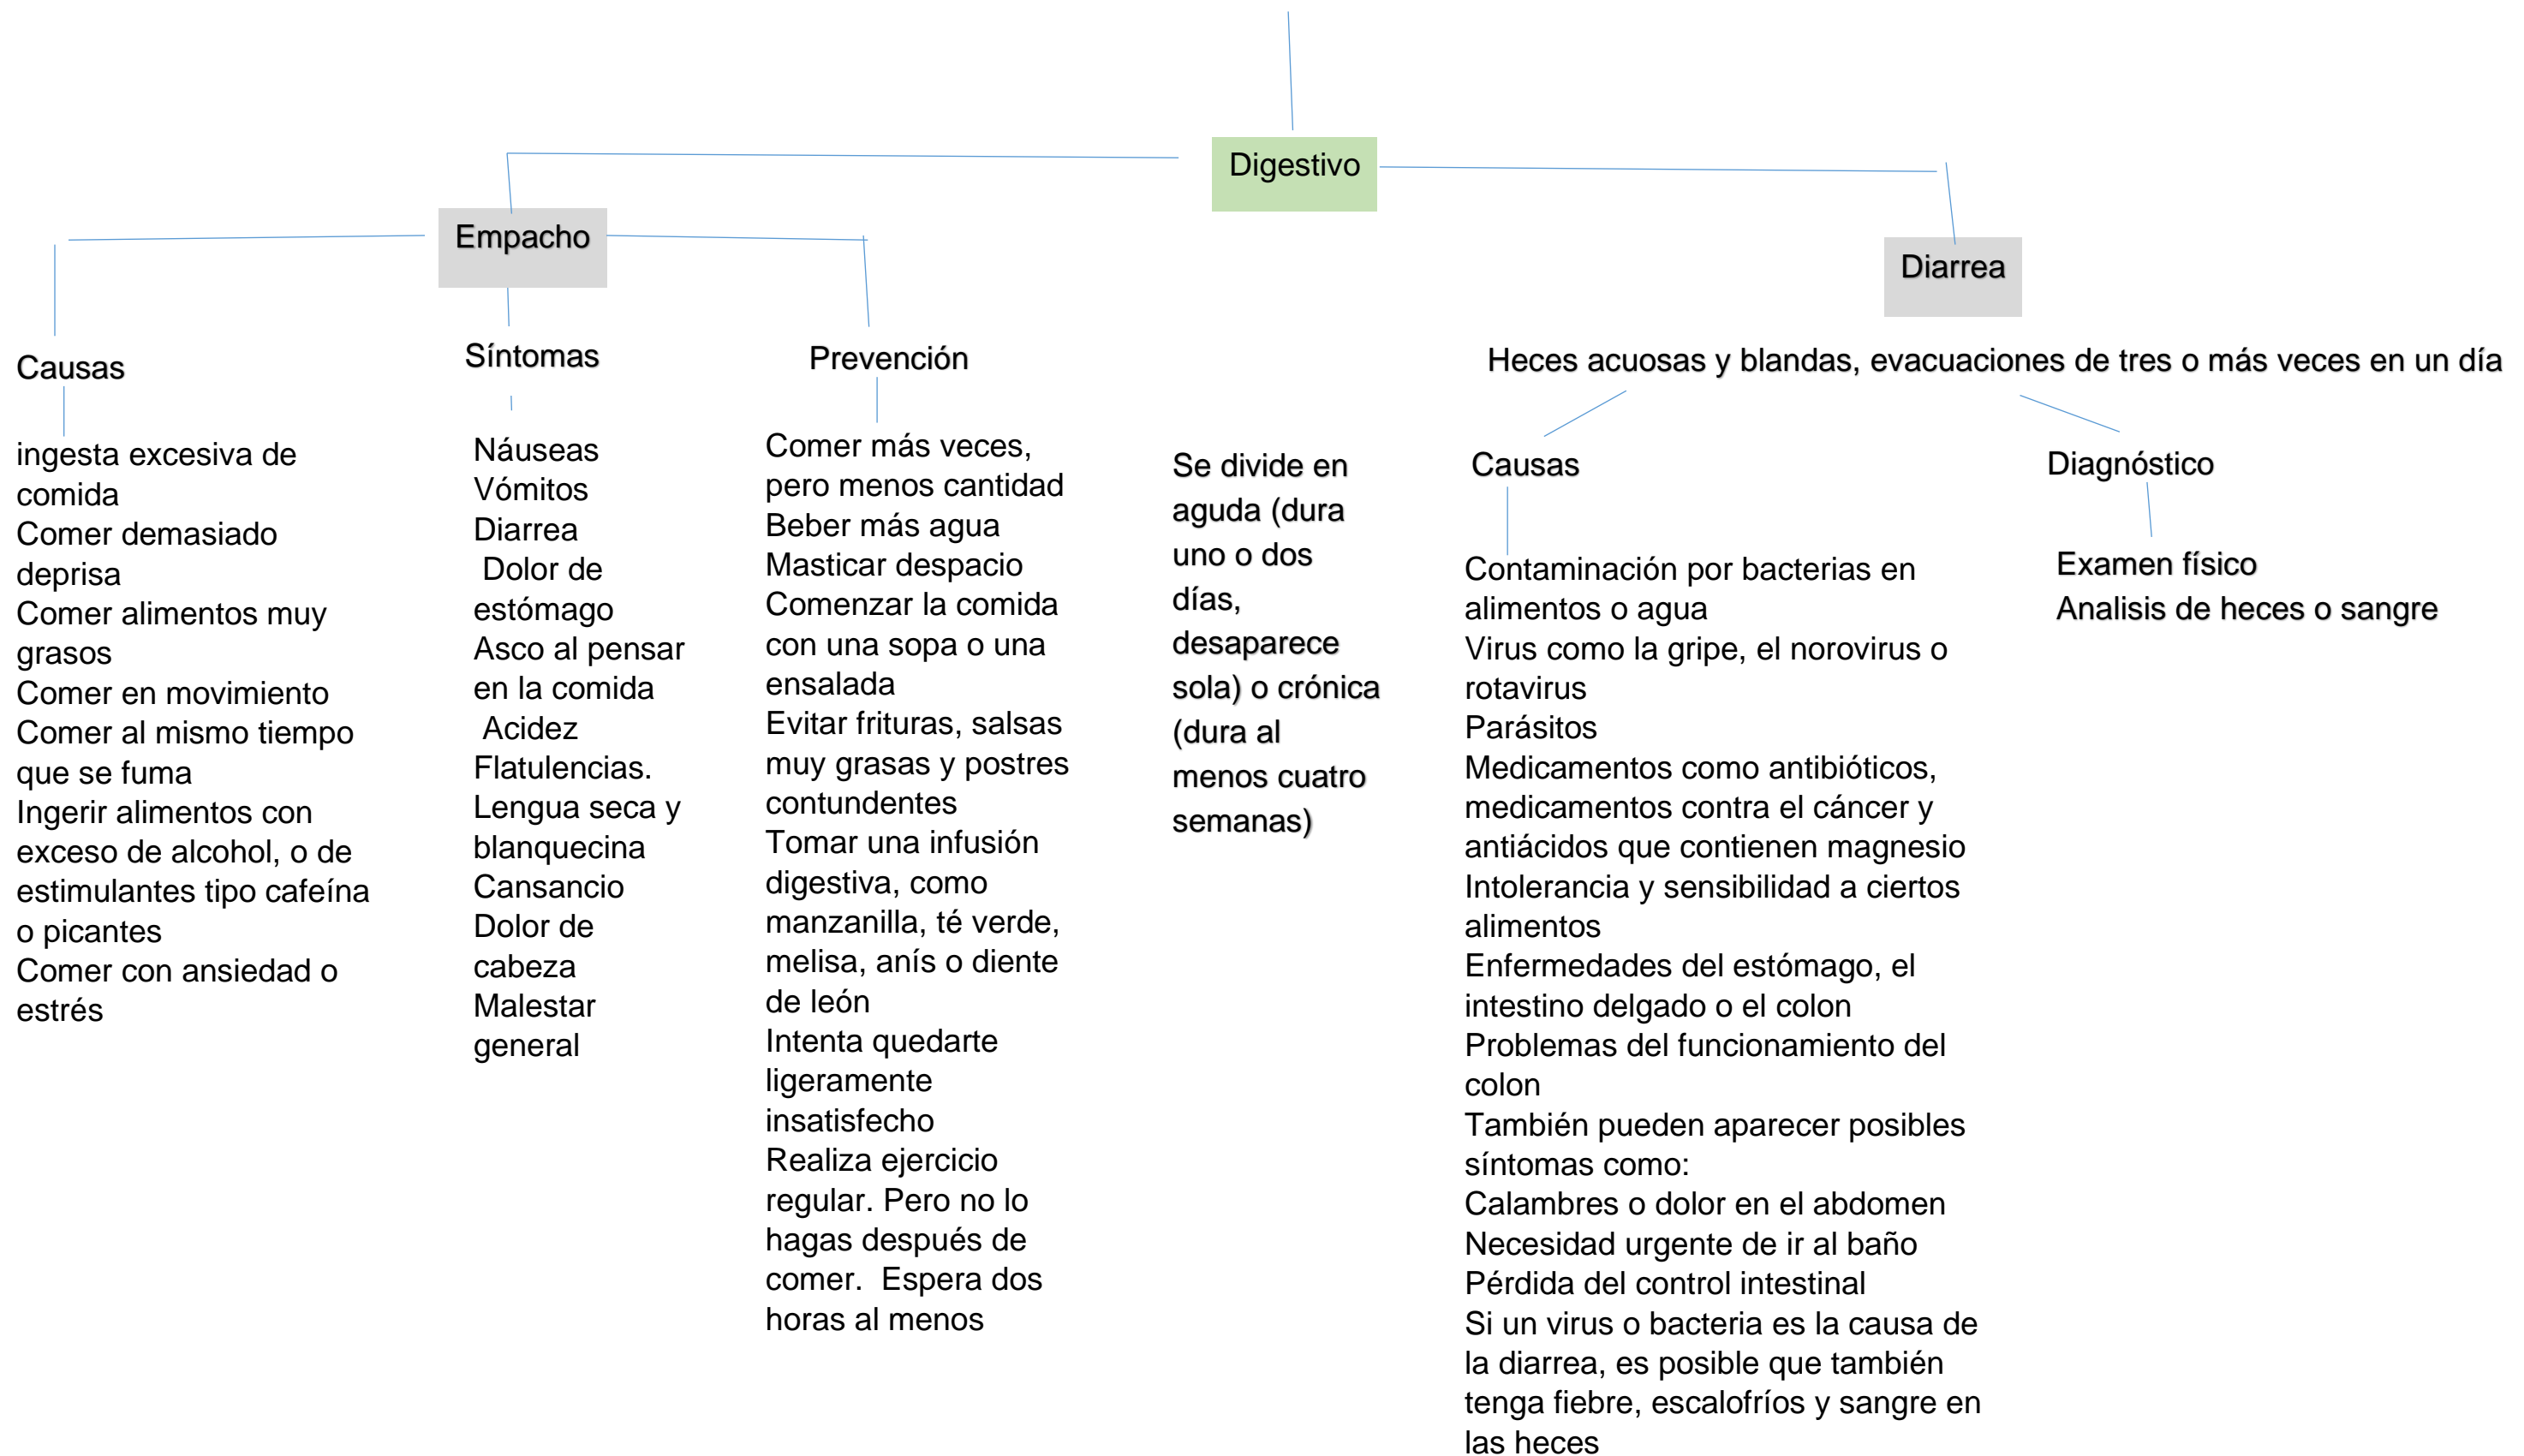 Digestivo
Empacho
Diarrea
Causas
ingesta excesiva de
comida
Comer demasiado
deprisa
Comer alimentos muy
grasos
Comer en movimiento
Comer al mismo tiempo
que se fuma
Ingerir alimentos con
exceso de alcohol, o de
estimulantes tipo cafeína
o picantes
Comer con ansiedad o
estrés
Síntomas
Náuseas
Vómitos
Diarrea
Dolor de
estómago
Asco al pensar
en la comida
Acidez
Flatulencias.
Lengua seca y
blanquecina
Cansancio
Dolor de
cabeza
Malestar
general
Prevención
Comer más veces,
pero menos cantidad
Beber más agua
Masticar despacio
Comenzar la comida
con una sopa o una
ensalada
Evitar frituras, salsas
muy grasas y postres
contundentes
Tomar una infusión
digestiva, como
manzanilla, té verde,
melisa, anís o diente
de león
Intenta quedarte
ligeramente
insatisfecho
Realiza ejercicio
regular. Pero no lo
hagas después de
comer.  Espera dos
horas al menos
Heces acuosas y blandas, evacuaciones de tres o más veces en un día
Se divide en
aguda (dura
uno o dos
días,
desaparece
sola) o crónica
(dura al
menos cuatro
semanas)
Causas
Contaminación por bacterias en
alimentos o agua
Virus como la gripe, el norovirus o
rotavirus
Parásitos
Medicamentos como antibióticos,
medicamentos contra el cáncer y
antiácidos que contienen magnesio
Intolerancia y sensibilidad a ciertos
alimentos
Enfermedades del estómago, el
intestino delgado o el colon
Problemas del funcionamiento del
colon
También pueden aparecer posibles
síntomas como:
Calambres o dolor en el abdomen
Necesidad urgente de ir al baño
Pérdida del control intestinal
Si un virus o bacteria es la causa de
la diarrea, es posible que también
tenga fiebre, escalofríos y sangre en
las heces
Diagnóstico
Examen físico
Analisis de heces o sangre